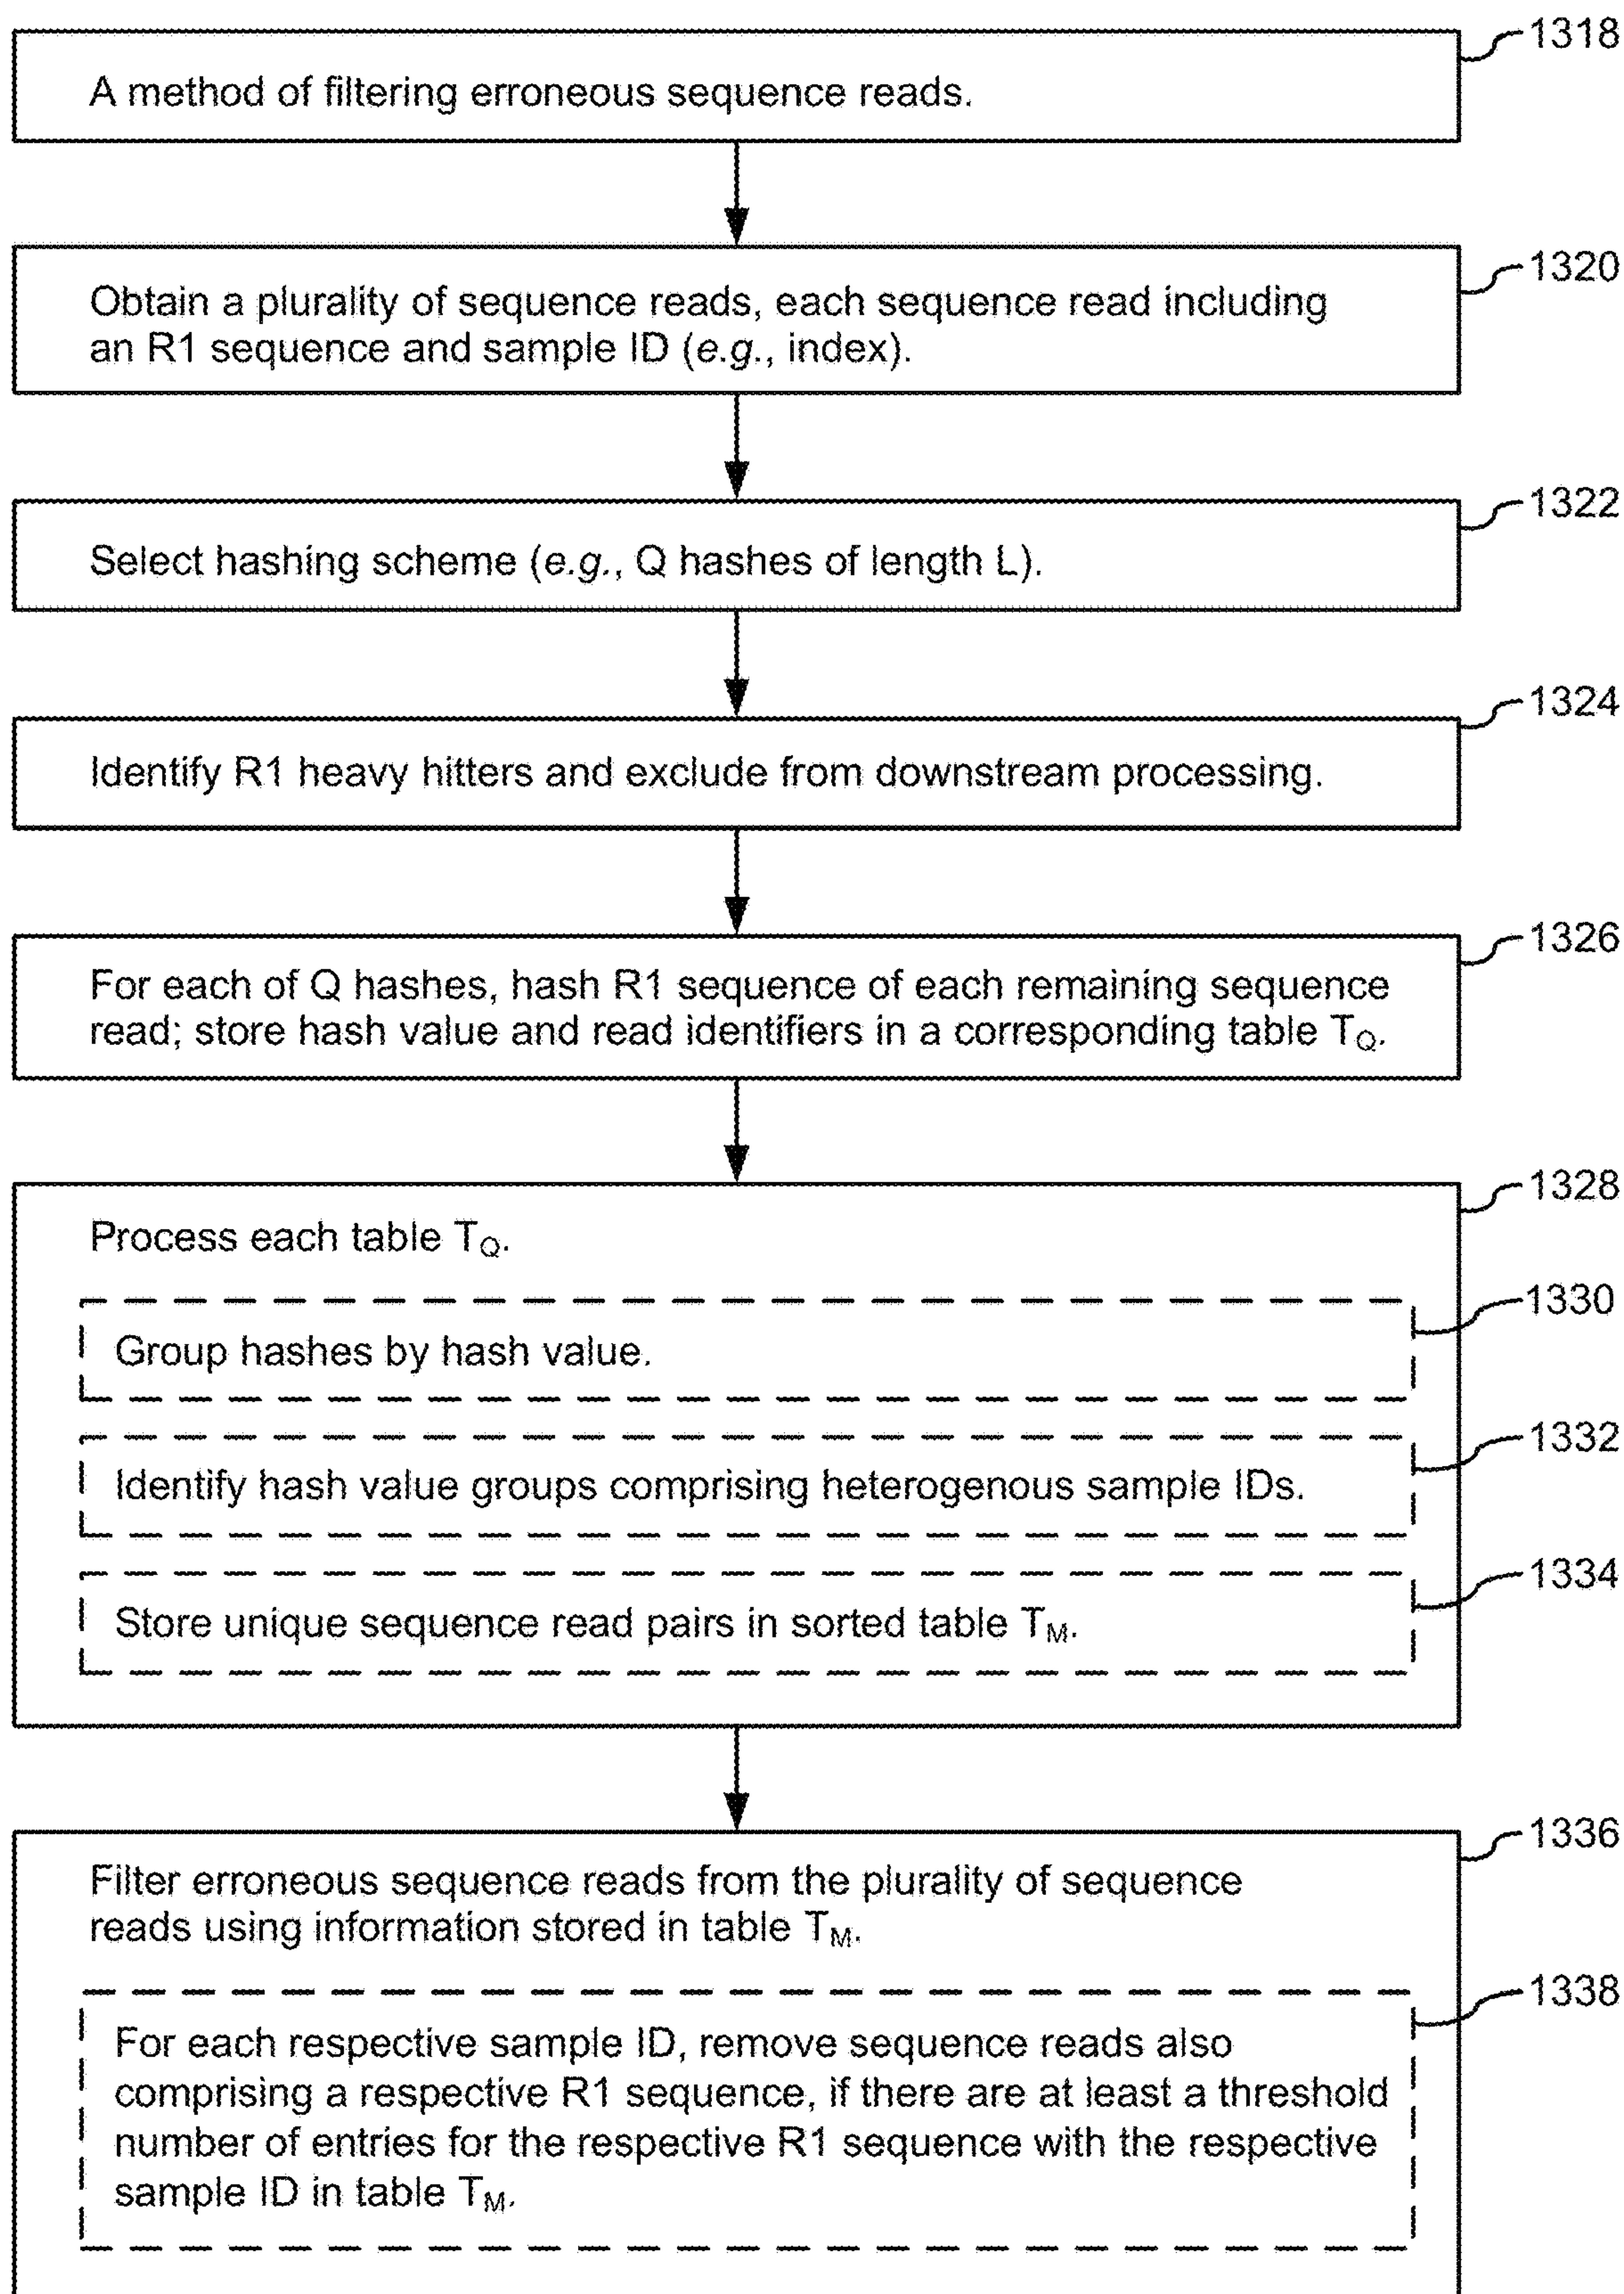 1318
A method of filtering erroneous sequence reads.
1320
Obtain a plurality of sequence reads, each sequence read including
an R1 sequence and sample ID (e.g., index).
1322
Select hashing scheme (e.g., Q hashes of length L).
1324
Identify R1 heavy hitters and exclude from downstream processing.
1326
For each of Q hashes, hash R1 sequence of each remaining sequence
read; store hash value and read identifiers in a corresponding table TQ.
1328
Process each table TQ.
1330
Group hashes by hash value.
1332
Identify hash value groups comprising heterogenous sample IDs.
1334
Store unique sequence read pairs in sorted table TM.
1336
Filter erroneous sequence reads from the plurality of sequence
reads using information stored in table TM.
1338
For each respective sample ID, remove sequence reads also
comprising a respective R1 sequence, if there are at least a threshold
number of entries for the respective R1 sequence with the respective
sample ID in table TM.